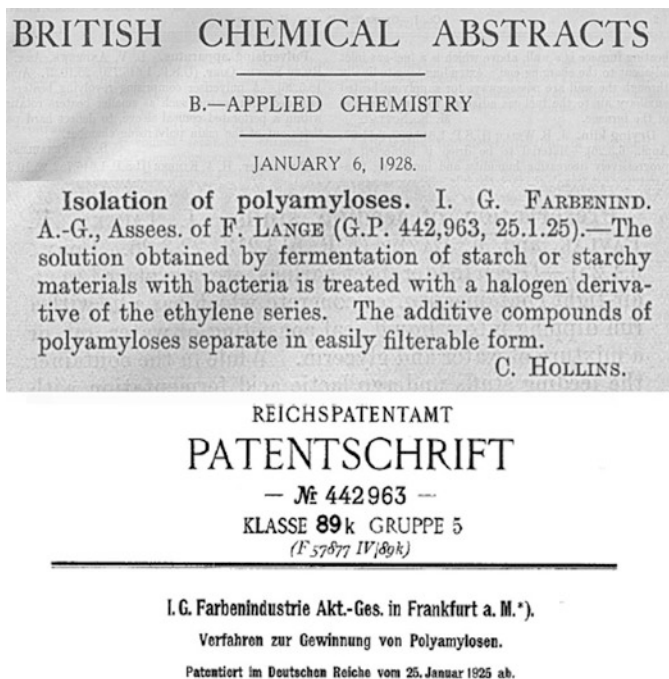 BRITISH CHEMICAL ABSTRACTS
B.—APPLIED CHEMISTRY
JANUARY 6, 1928.
Isolation of polyamyloses. I. G. FARBENIND.
A.-G., Assees. of F. LANGE (G.P. 442,963, 25.1.25).—The
solution obtained by fermentation of starch or starchy
materials with bacteria is treated with a halogen deriva-
tive of the ethylene series. The additive compounds of
polyamyloses separate in easily filterable form.
C. HOLLINS.
REICHSPATENTAMT
PATENTSCHRIFT
— № 442963 —
KLASSE 89k GRUPPE 5
(F 57877 IV|89k)
I. G. Farbenindustrie Akt.-Ges. in Frankfurt a. M.*).
Verfahren zur Gewinnung von Polyamylosen.
Patentiert im Deutschen Reiche vom 25. Januar 1925 ab.